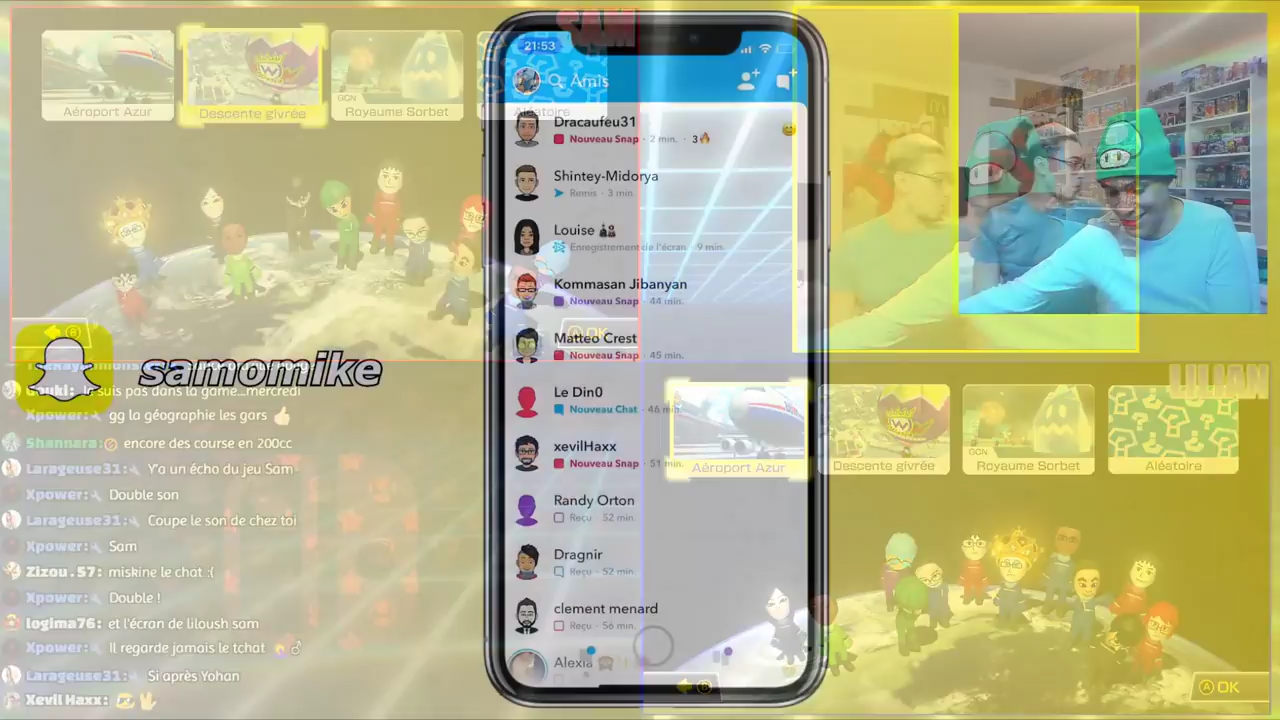 SAM
Aéroport Azur
Descente givrée
GCN
Royaume Sorbet
Aléatoire
21:53
Amis
Dracaufeu31
Nouveau Snap · 2 min. · 3🔥
Shintey-Midorya
Remis · 3 min.
Louise
Enregistrement de l'écran · 9 min.
Kommasan Jibanyan
Nouveau Snap · 44 min.
Matteo Crest
Nouveau Snap · 45 min.
Le Din0
Nouveau Chat · 46 min.
xevilHaxx
Nouveau Snap · 51 min.
Randy Orton
Reçu · 52 min.
Dragnir
Reçu · 52 min.
clement menard
Reçu · 56 min.
Alexia
B
A OK
samomike
Je suis pas dans la game...mercredi
Xpower: gg la géographie les gars 👍
Shannara: encore des course en 200cc
Larageuse31: Y'a un écho du jeu Sam
Xpower: Double son
Larageuse31: Coupe le son de chez toi
Xpower: Sam
Zizou.57: miskine le chat :(
Xpower: Double !
logima76: et l'écran de liloush sam
Xpower: Il regarde jamais le tchat
Larageuse31: Si après Yohan
Xevil Haxx:
LILIAN
Aéroport Azur
Descente givrée
GCN
Royaume Sorbet
Aléatoire
B
A OK